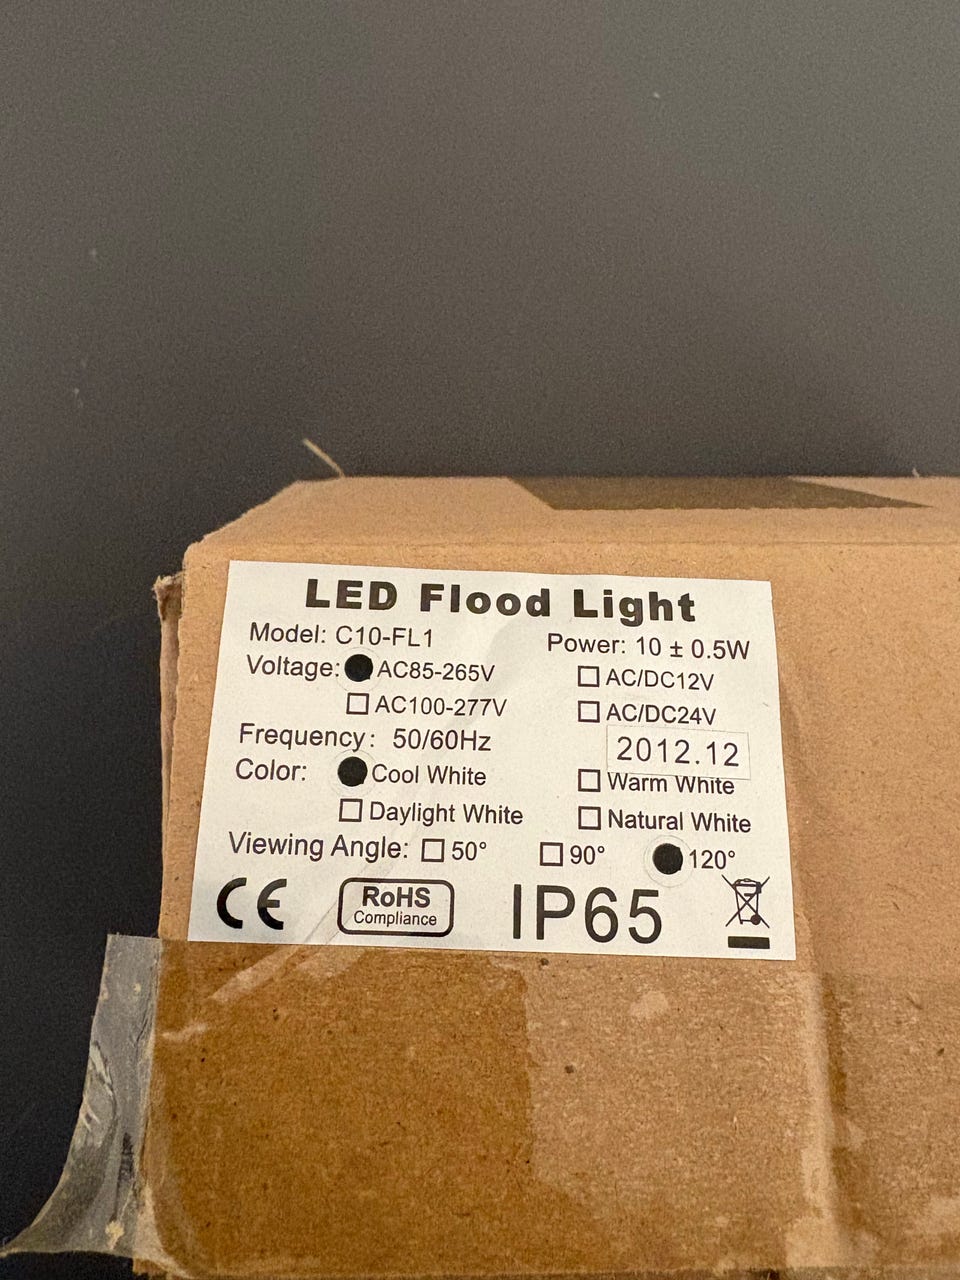 LED Flood Light
Model: C10-FL1 Power: 10 ± 0.5W
Voltage: AC85-265V AC/DC12V
AC100-277V AC/DC24V
Frequency: 50/60Hz 2012.12
Color: Cool White Warm White
Daylight White Natural White
Viewing Angle: 50° 90° 120°
CE RoHS IP65
Compliance